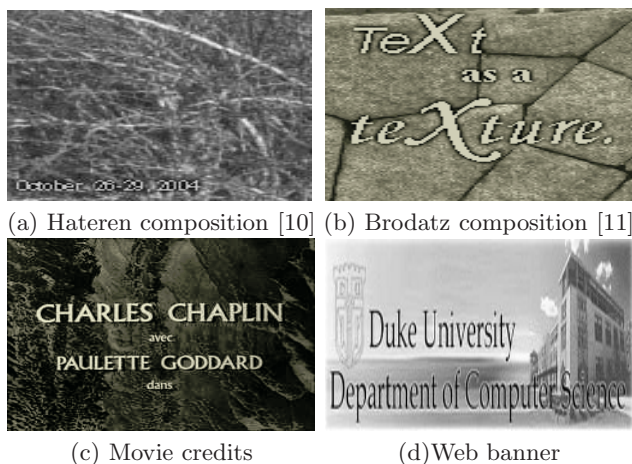 October 26-29, 2004
TeXt
as a
teXture.
(a) Hateren composition [10]
(b) Brodatz composition [11]
CHARLES CHAPLIN
avec
PAULETTE GODDARD
dans
Duke University
Department of Computer Science
(c) Movie credits
(d)Web banner